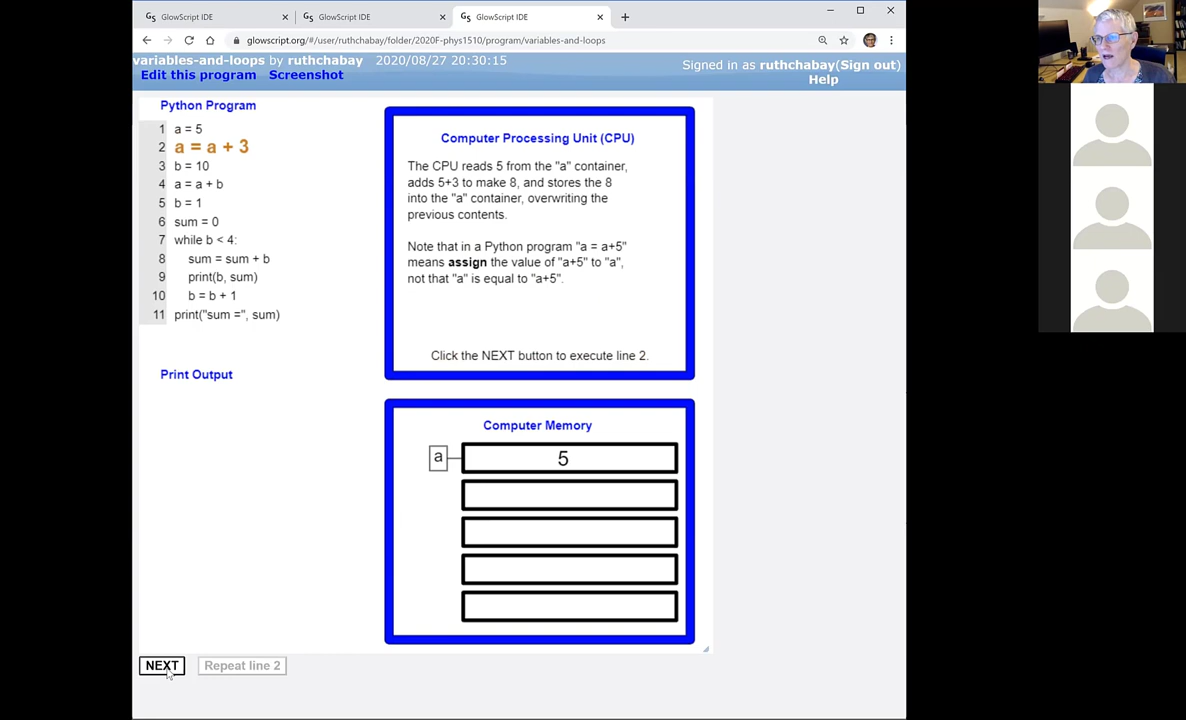 GlowScript IDE
GlowScript IDE
GlowScript IDE
glowscript.org/#/user/ruthchabay/folder/2020F-phys1510/program/variables-and-loops
variables-and-loops by ruthchabay 2020/08/27 20:30:15
Signed in as ruthchabay(Sign out)
Edit this program Screenshot
Help
Python Program
1 a = 5
2 a = a + 3
3 b = 10
4 a = a + b
5 b = 1
6 sum = 0
7 while b < 4:
8 sum = sum + b
9 print(b, sum)
10 b = b + 1
11 print("sum =", sum)
Print Output
Computer Processing Unit (CPU)
The CPU reads 5 from the "a" container,
adds 5+3 to make 8, and stores the 8
into the "a" container, overwriting the
previous contents.
Note that in a Python program "a = a+5"
means assign the value of "a+5" to "a",
not that "a" is equal to "a+5".
Click the NEXT button to execute line 2.
Computer Memory
a 5
NEXT Repeat line 2